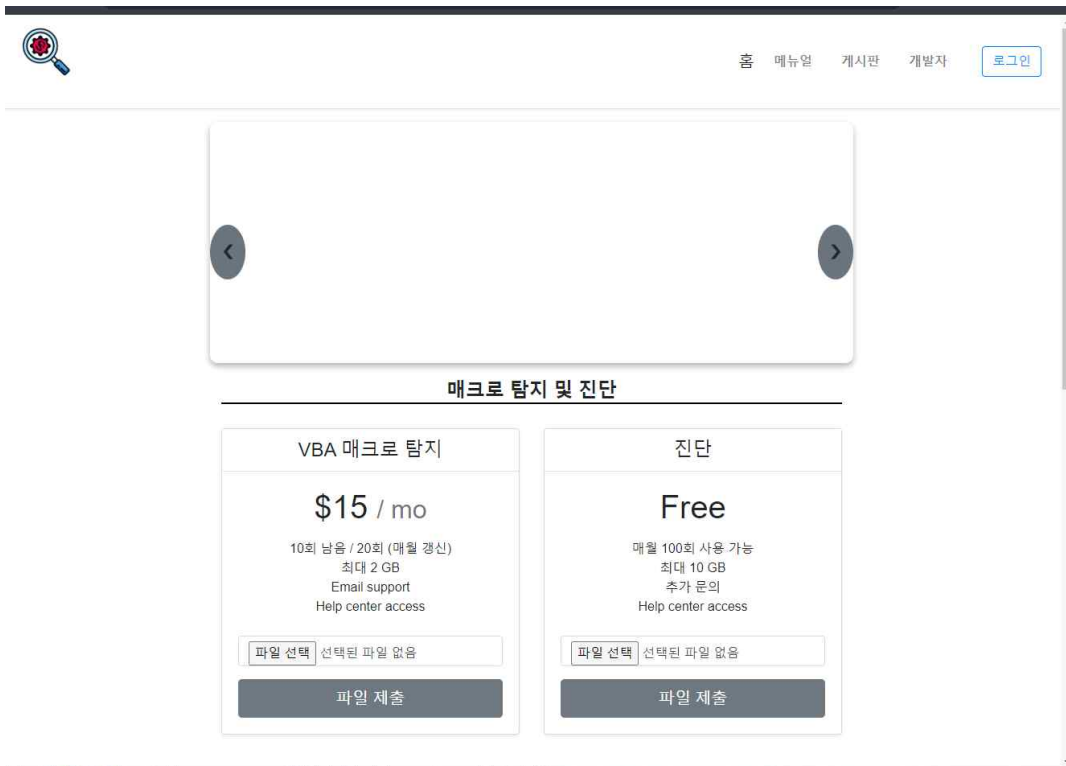 홈 메뉴얼 게시판 개발자 로그인
매크로 탐지 및 진단
VBA 매크로 탐지
$15 / mo
10회 남음 / 20회 (매월 갱신)
최대 2 GB
Email support
Help center access
파일 선택 선택된 파일 없음
파일 제출
진단
Free
매월 100회 사용 가능
최대 10 GB
추가 문의
Help center access
파일 선택 선택된 파일 없음
파일 제출